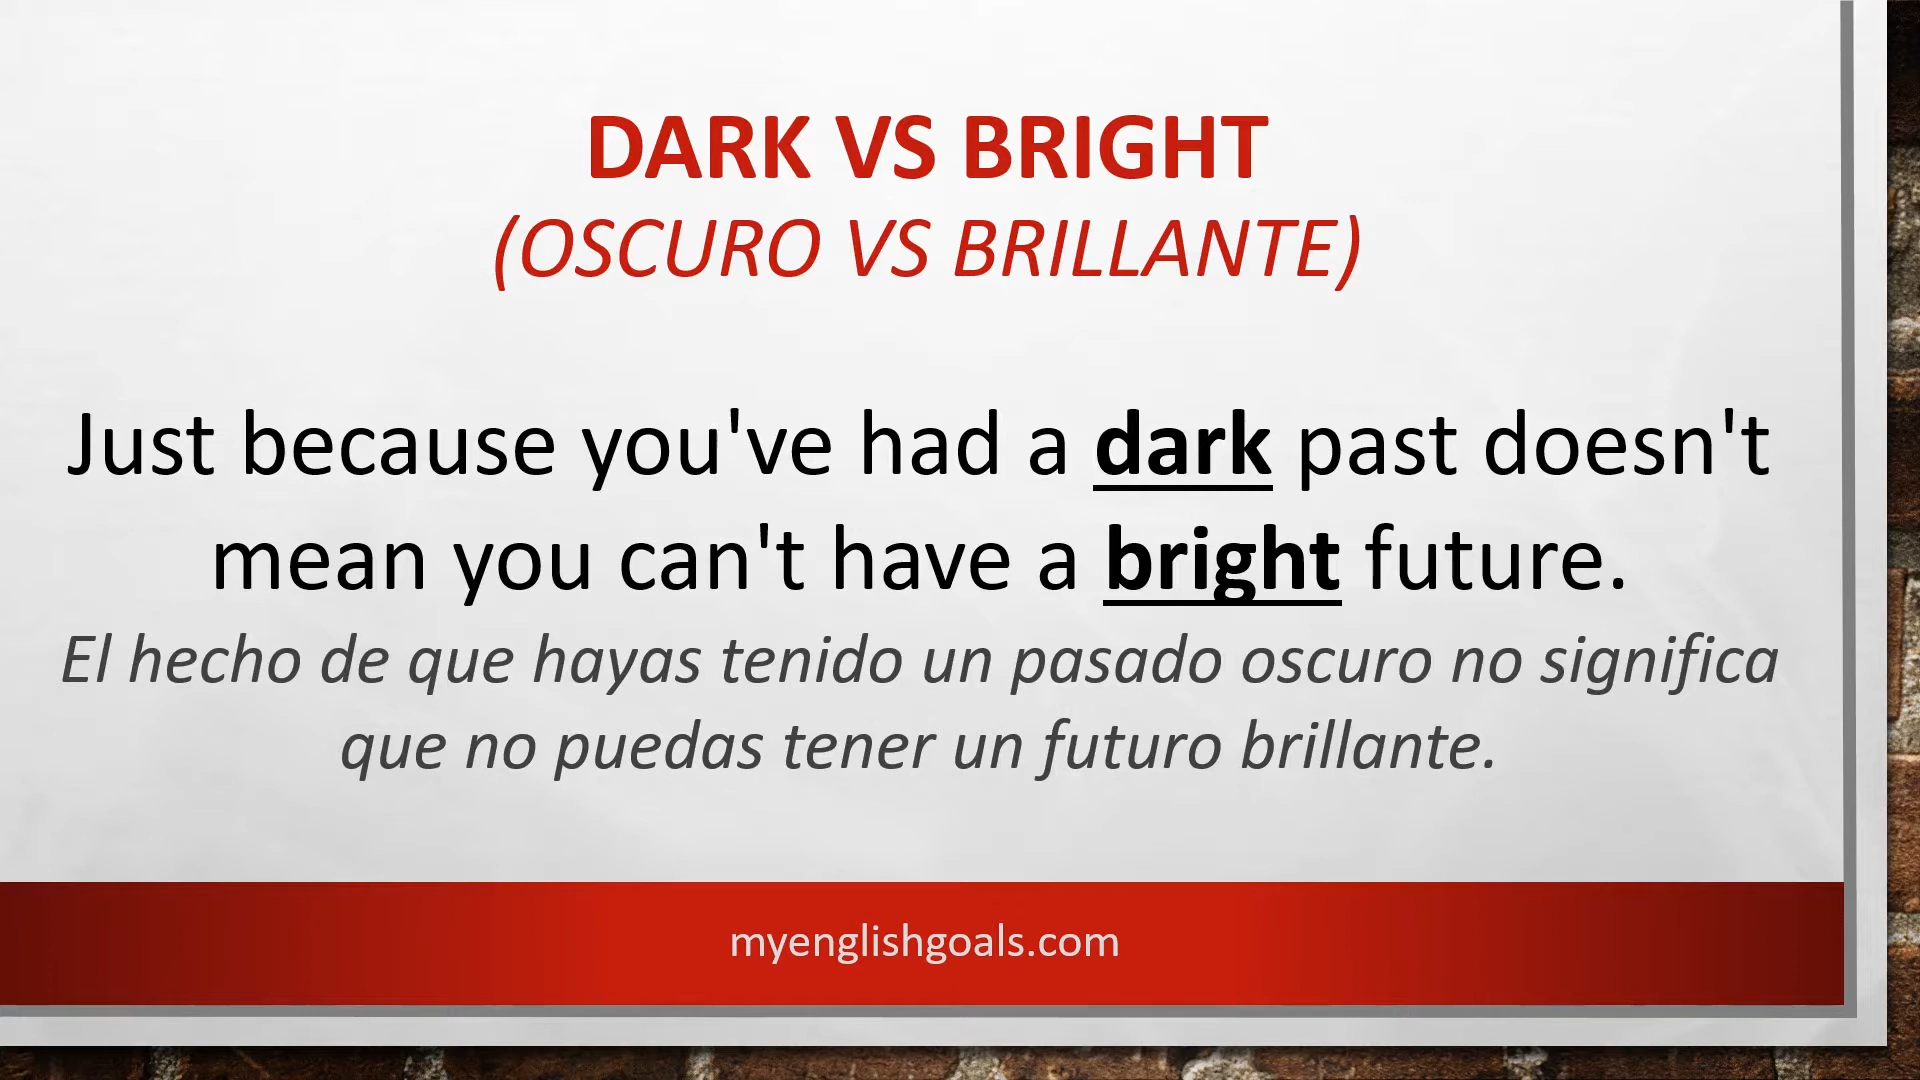 DARK VS BRIGHT
(OSCURO VS BRILLANTE)
Just because you've had a dark past doesn't
mean you can't have a bright future.
El hecho de que hayas tenido un pasado oscuro no significa
que no puedas tener un futuro brillante.
myenglishgoals.com